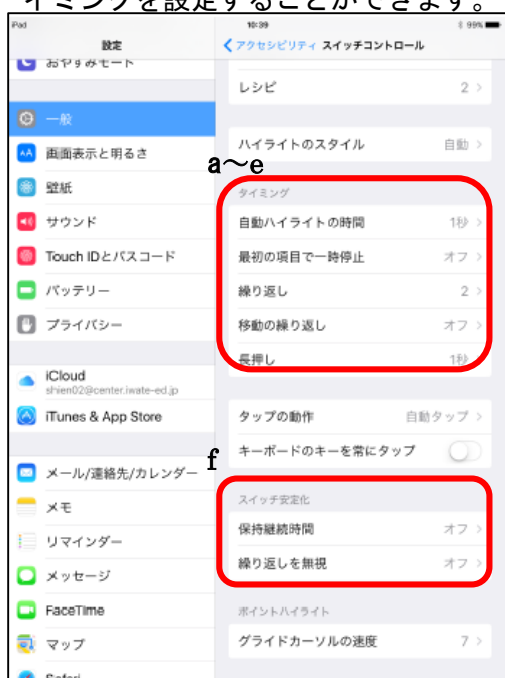 イミングを設定することができます。
iPad
10:39
99%
設定
アクセシビリティ スイッチコントロール
おやすみモード
一般
画面表示と明るさ
壁紙
サウンド
Touch IDとパスコード
バッテリー
プライバシー
iCloud
shien02@center.iwate-ed.jp
iTunes & App Store
メール/連絡先/カレンダー
メモ
リマインダー
メッセージ
FaceTime
マップ
Safari
レシピ 2
ハイライトのスタイル 自動
a～e
タイミング
自動ハイライトの時間 1秒
最初の項目で一時停止 オフ
繰り返し 2
移動の繰り返し オフ
長押し 1秒
タップの動作 自動タップ
キーボードのキーを常にタップ
f
スイッチ安定化
保持継続時間 オフ
繰り返しを無視 オフ
ポイントハイライト
グライドカーソルの速度 7